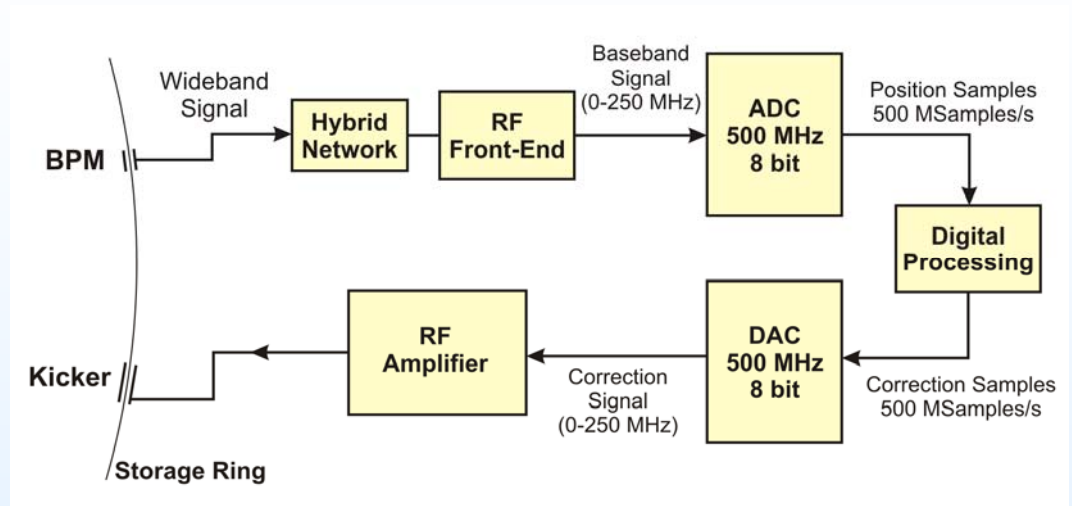 Wideband
Signal
BPM
Hybrid
Network
RF
Front-End
Baseband
Signal
(0-250 MHz)
ADC
500 MHz
8 bit
Position Samples
500 MSamples/s
Digital
Processing
Correction Samples
500 MSamples/s
DAC
500 MHz
8 bit
Correction
Signal
(0-250 MHz)
RF
Amplifier
Kicker
Storage Ring